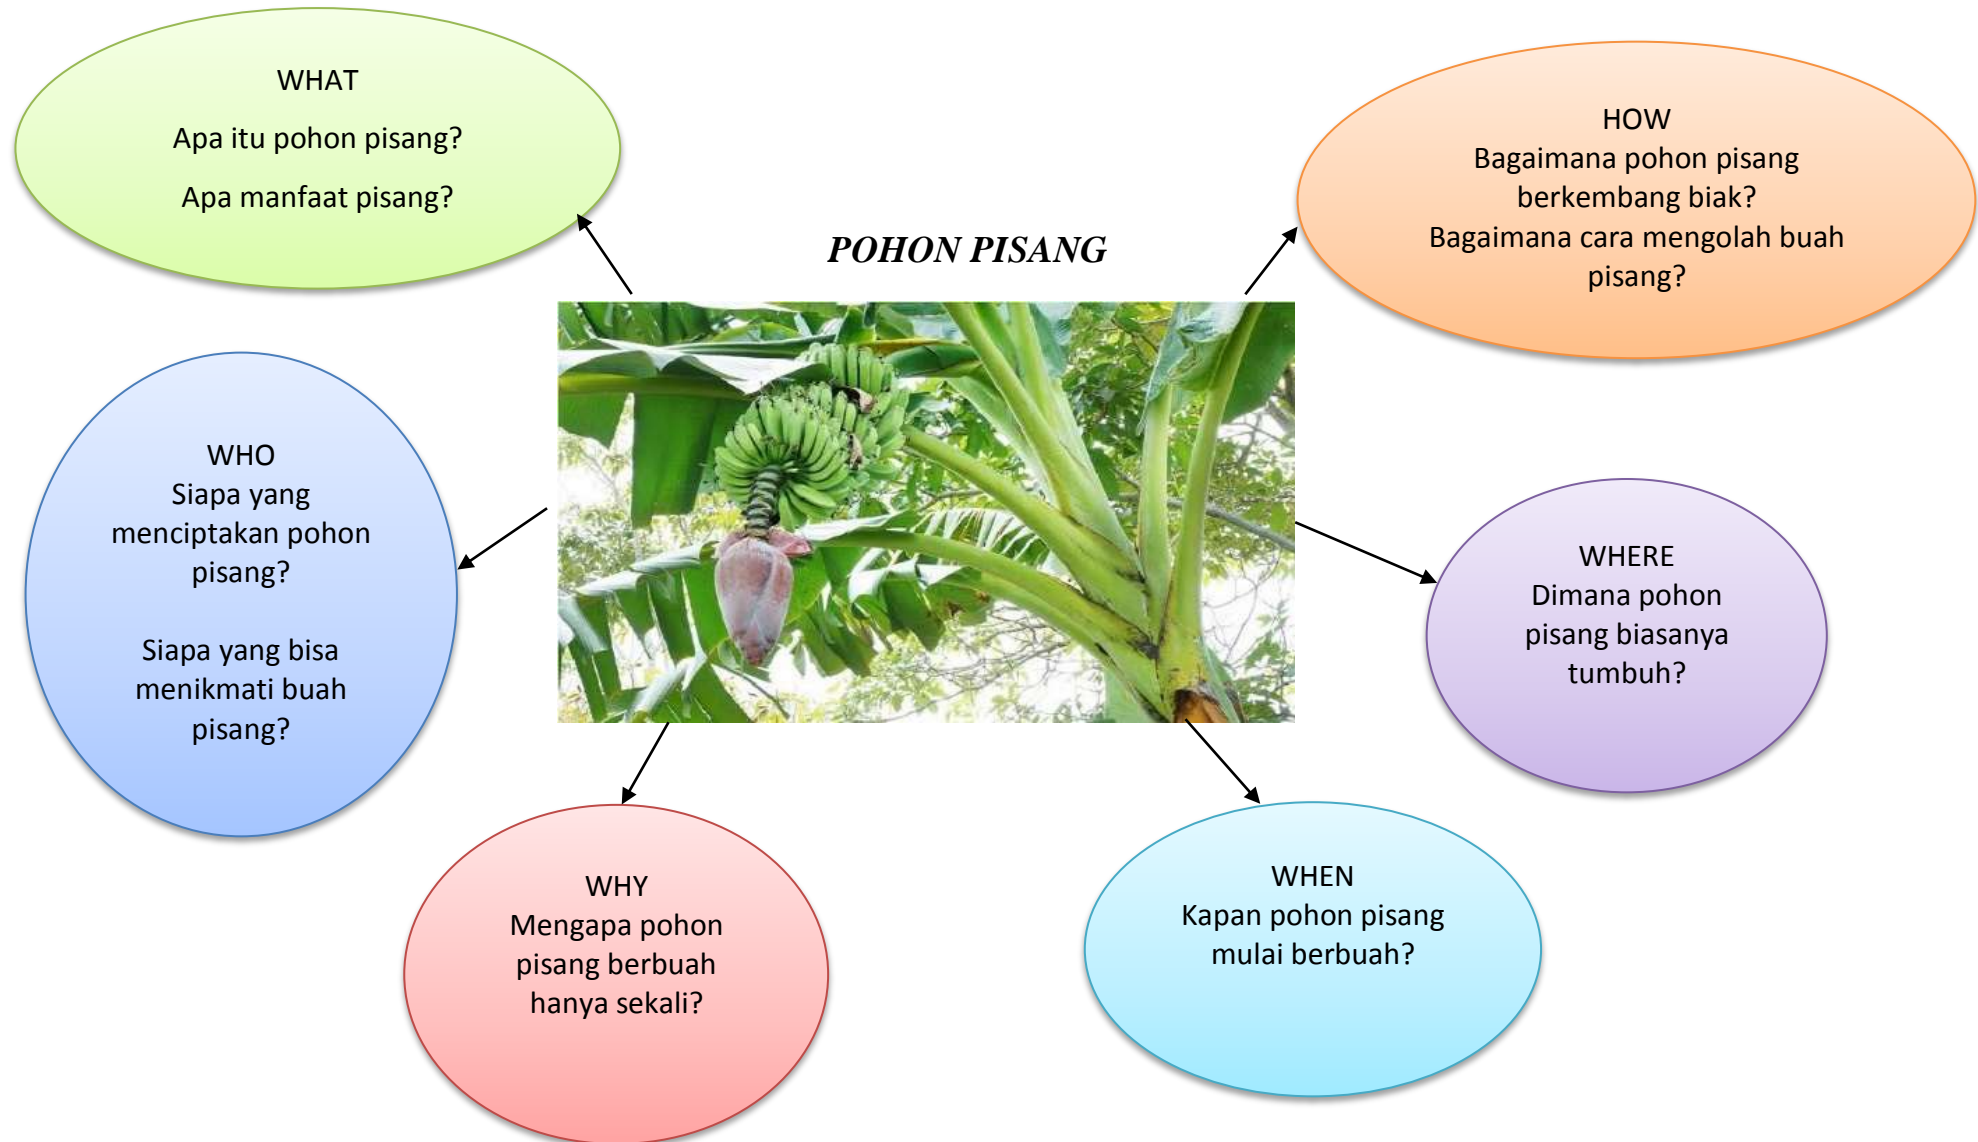 WHAT
Apa itu pohon pisang?
Apa manfaat pisang?
HOW
Bagaimana pohon pisang
berkembang biak?
Bagaimana cara mengolah buah
pisang?
POHON PISANG
WHO
Siapa yang
menciptakan pohon
pisang?
Siapa yang bisa
menikmati buah
pisang?
WHERE
Dimana pohon
pisang biasanya
tumbuh?
WHY
Mengapa pohon
pisang berbuah
hanya sekali?
WHEN
Kapan pohon pisang
mulai berbuah?